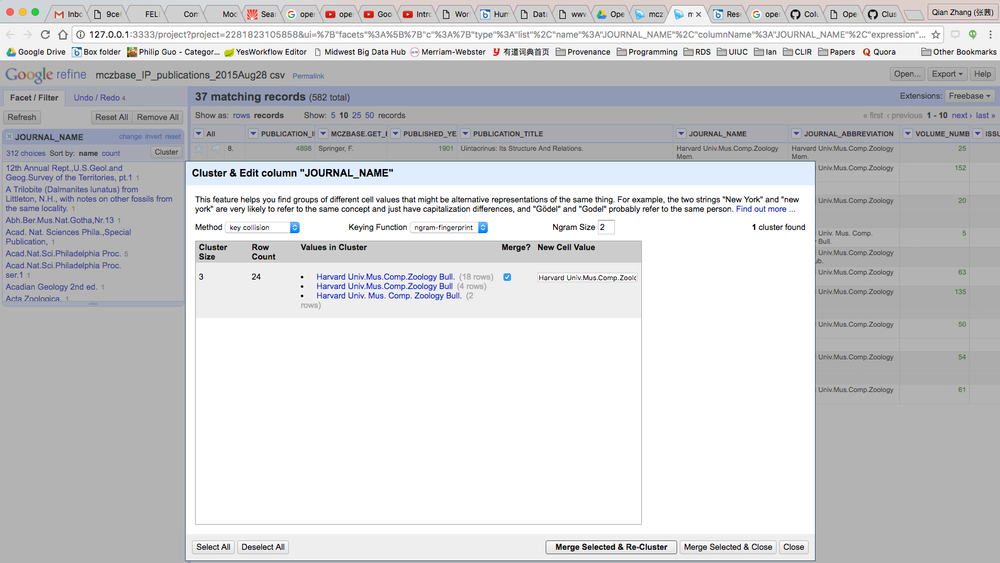 Inbo
9ce6
FELI
Com
Mod
Sear
oper
oper
Goo
Intro
Worl
Hum
Data
www
Ope
mcz
m
Rese
oper
Colu
Ope
Clus
Qian Zhang (张茜)
127.0.0.1:3333/project?project=2281823105858&ui=%7B"facets"%3A%5B%7B"c"%3A%7B"type"%3A"list"%2C"name"%3A"JOURNAL_NAME"%2C"columnName"%3A"JOURNAL_NAME"%2C"expression"...
Google Drive
Box folder
Philip Guo - Categor...
YesWorkflow Editor
Midwest Big Data Hub
Merriam-Webster
有道词典首页
Provenance
Programming
RDS
UIUC
Ian
CLIR
Papers
Quora
Other Bookmarks
Google refine mczbase_IP_publications_2015Aug28 csv Permalink
Open... Export Help
Facet / Filter Undo / Redo 4
37 matching records (582 total)
Extensions: Freebase
Refresh Reset All Remove All
Show as: rows records Show: 5 10 25 50 records
« first ‹ previous 1 - 10 next › last »
JOURNAL_NAME change invert reset
312 choices Sort by: name count Cluster
12th Annual Rept.,U.S.Geol.and
Geog.Survey of the Territories, pt.1 1
A Trilobite (Dalmanites lunatus) from
Littleton, N.H., with notes on other fossils from
the same locality. 1
Abh.Ber.Mus.Nat.Gotha,Nr.13 1
Acad. Nat. Sciences Phila.,Special
Publication, 1
Acad.Nat.Sci.Philadelphia Proc. 5
Acad.Nat.Sci.Philadelphia Proc.
ser.1 1
Acadian Geology 2nd ed. 1
Acta Zoologica. 1
All PUBLICATION_I MCZBASE.GET_F PUBLISHED_YE PUBLICATION_TITLE JOURNAL_NAME JOURNAL_ABBREVIATION VOLUME_NUMB ISSU
8. 4898 Springer, F. 1901 Uintacrinus: Its Structure And Relations. Harvard Univ.Mus.Comp.Zoology Harvard Univ.Mus.Comp.Zoology 25
Mem. Mem.
Univ.Mus.Comp.Zoology 152
Univ.Mus.Comp.Zoology 20
Univ. Mus. Comp. 5
Bull.
Univ.Mus.Comp.Zoology
ub.
Univ.Mus.Comp.Zoology 63
Univ.Mus.Comp.Zoology 135
Univ.Mus.Comp.Zoology 50
Univ.Mus.Comp.Zoology 54
Univ.Mus.Comp.Zoology 61
Cluster & Edit column "JOURNAL_NAME"
This feature helps you find groups of different cell values that might be alternative representations of the same thing. For example, the two strings "New York" and "new
york" are very likely to refer to the same concept and just have capitalization differences, and "Gödel" and "Godel" probably refer to the same person. Find out more ...
Method key collision Keying Function ngram-fingerprint Ngram Size 2 1 cluster found
Cluster Row Values in Cluster Merge? New Cell Value
Size Count
3 24 • Harvard Univ.Mus.Comp.Zoology Bull. (18 rows) Harvard Univ.Mus.Comp.Zoolo
• Harvard Univ.Mus.Comp.Zoology Bull (4 rows)
• Harvard Univ. Mus. Comp. Zoology Bull. (2
rows)
Select All Deselect All Merge Selected & Re-Cluster Merge Selected & Close Close